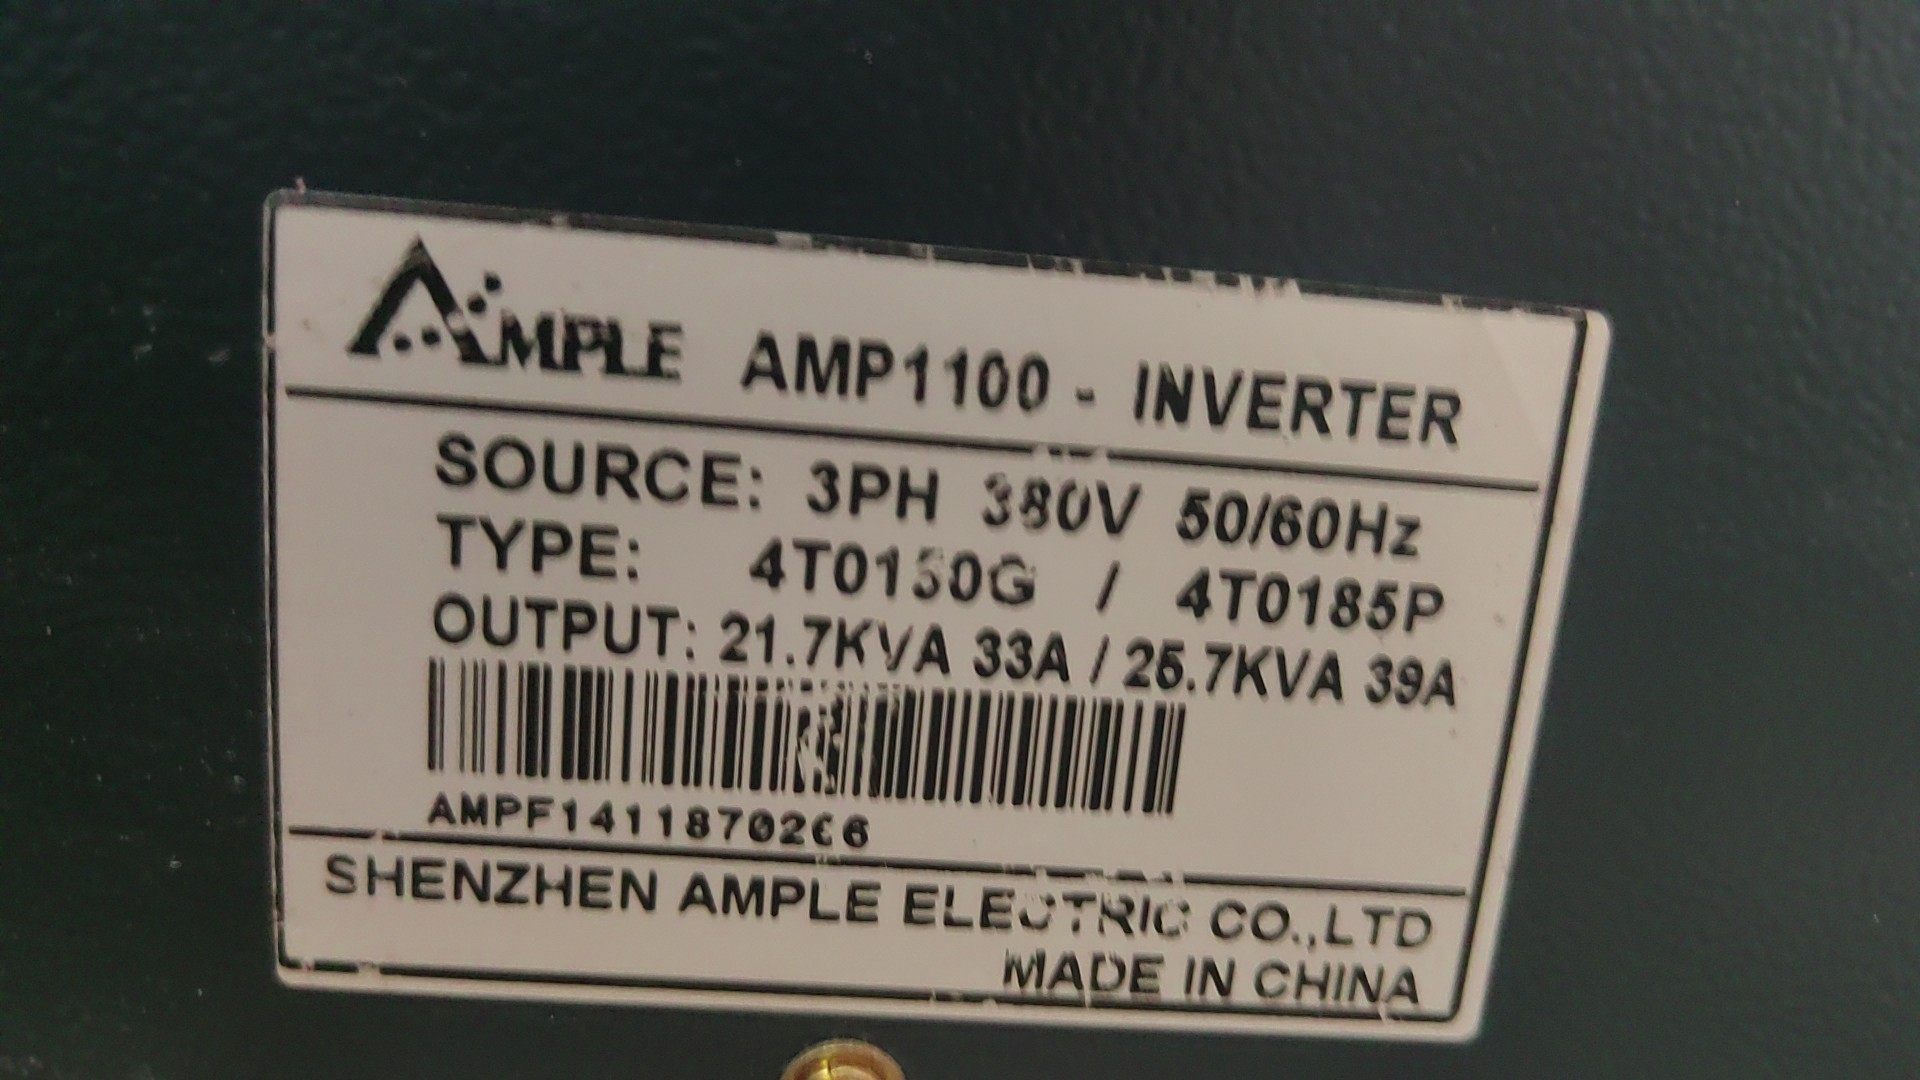 AMPLE AMP1100 - INVERTER
SOURCE: 3PH 380V 50/60Hz
TYPE: 4T0150G / 4T0185P
OUTPUT: 21.7KVA 33A / 25.7KVA 39A
AMPF1411870266
SHENZHEN AMPLE ELECTRIC CO.,LTD
MADE IN CHINA